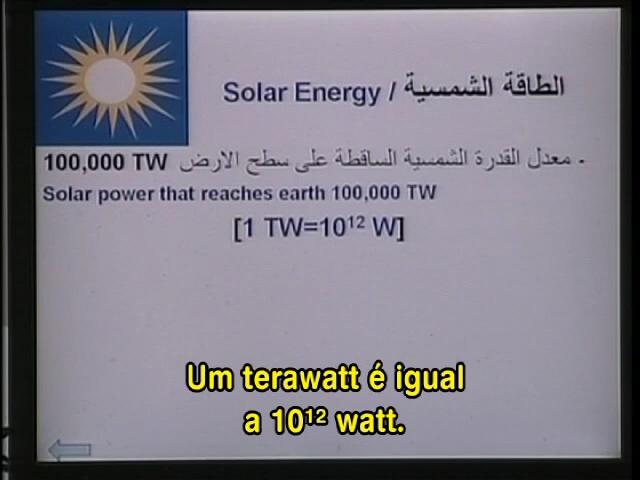 Solar Energy / الطاقة الشمسية
- معدل القدرة الشمسية الساقطة على سطح الارض 100,000 TW
Solar power that reaches earth 100,000 TW
[1 TW=10¹² W]
Um terawatt é igual
a 10¹² watt.